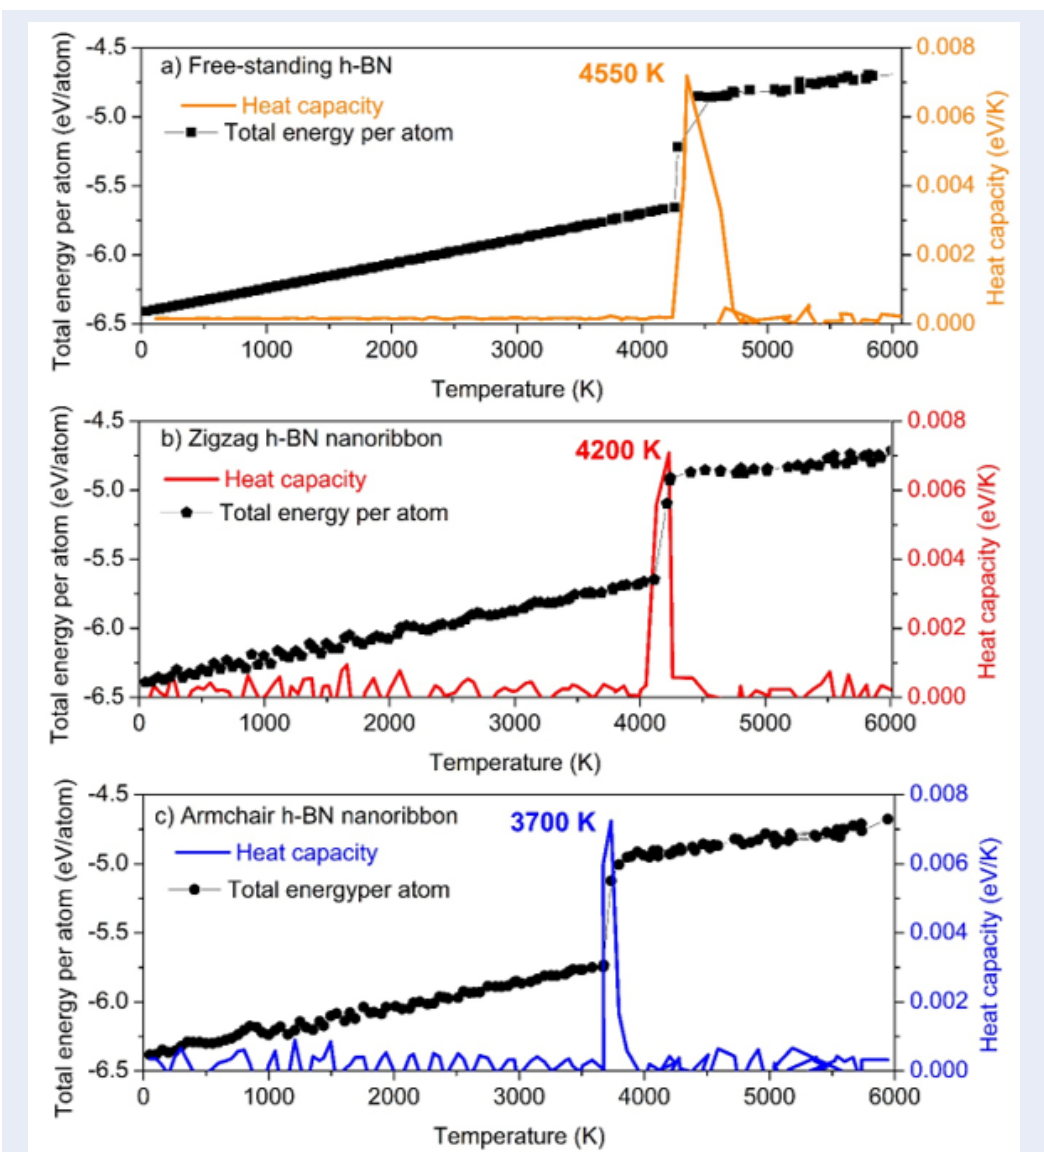 a) Free-standing h-BN
4550 K
Heat capacity
Total energy per atom
Total energy per atom (eV/atom)
-4.5
-5.0
-5.5
-6.0
-6.5
0.008
0.006
0.004
0.002
0.000
Heat capacity (eV/K)
0 1000 2000 3000 4000 5000 6000
Temperature (K)
b) Zigzag h-BN nanoribbon
4200 K
Heat capacity
Total energy per atom
Total energy per atom (eV/atom)
-4.5
-5.0
-5.5
-6.0
-6.5
0.008
0.006
0.004
0.002
0.000
Heat capacity (eV/K)
0 1000 2000 3000 4000 5000 6000
Temperature (K)
c) Armchair h-BN nanoribbon
3700 K
Heat capacity
Total energyper atom
Total energy per atom (eV/atom)
-4.5
-5.0
-5.5
-6.0
-6.5
0.008
0.006
0.004
0.002
0.000
Heat capacity (eV/K)
0 1000 2000 3000 4000 5000 6000
Temperature (K)